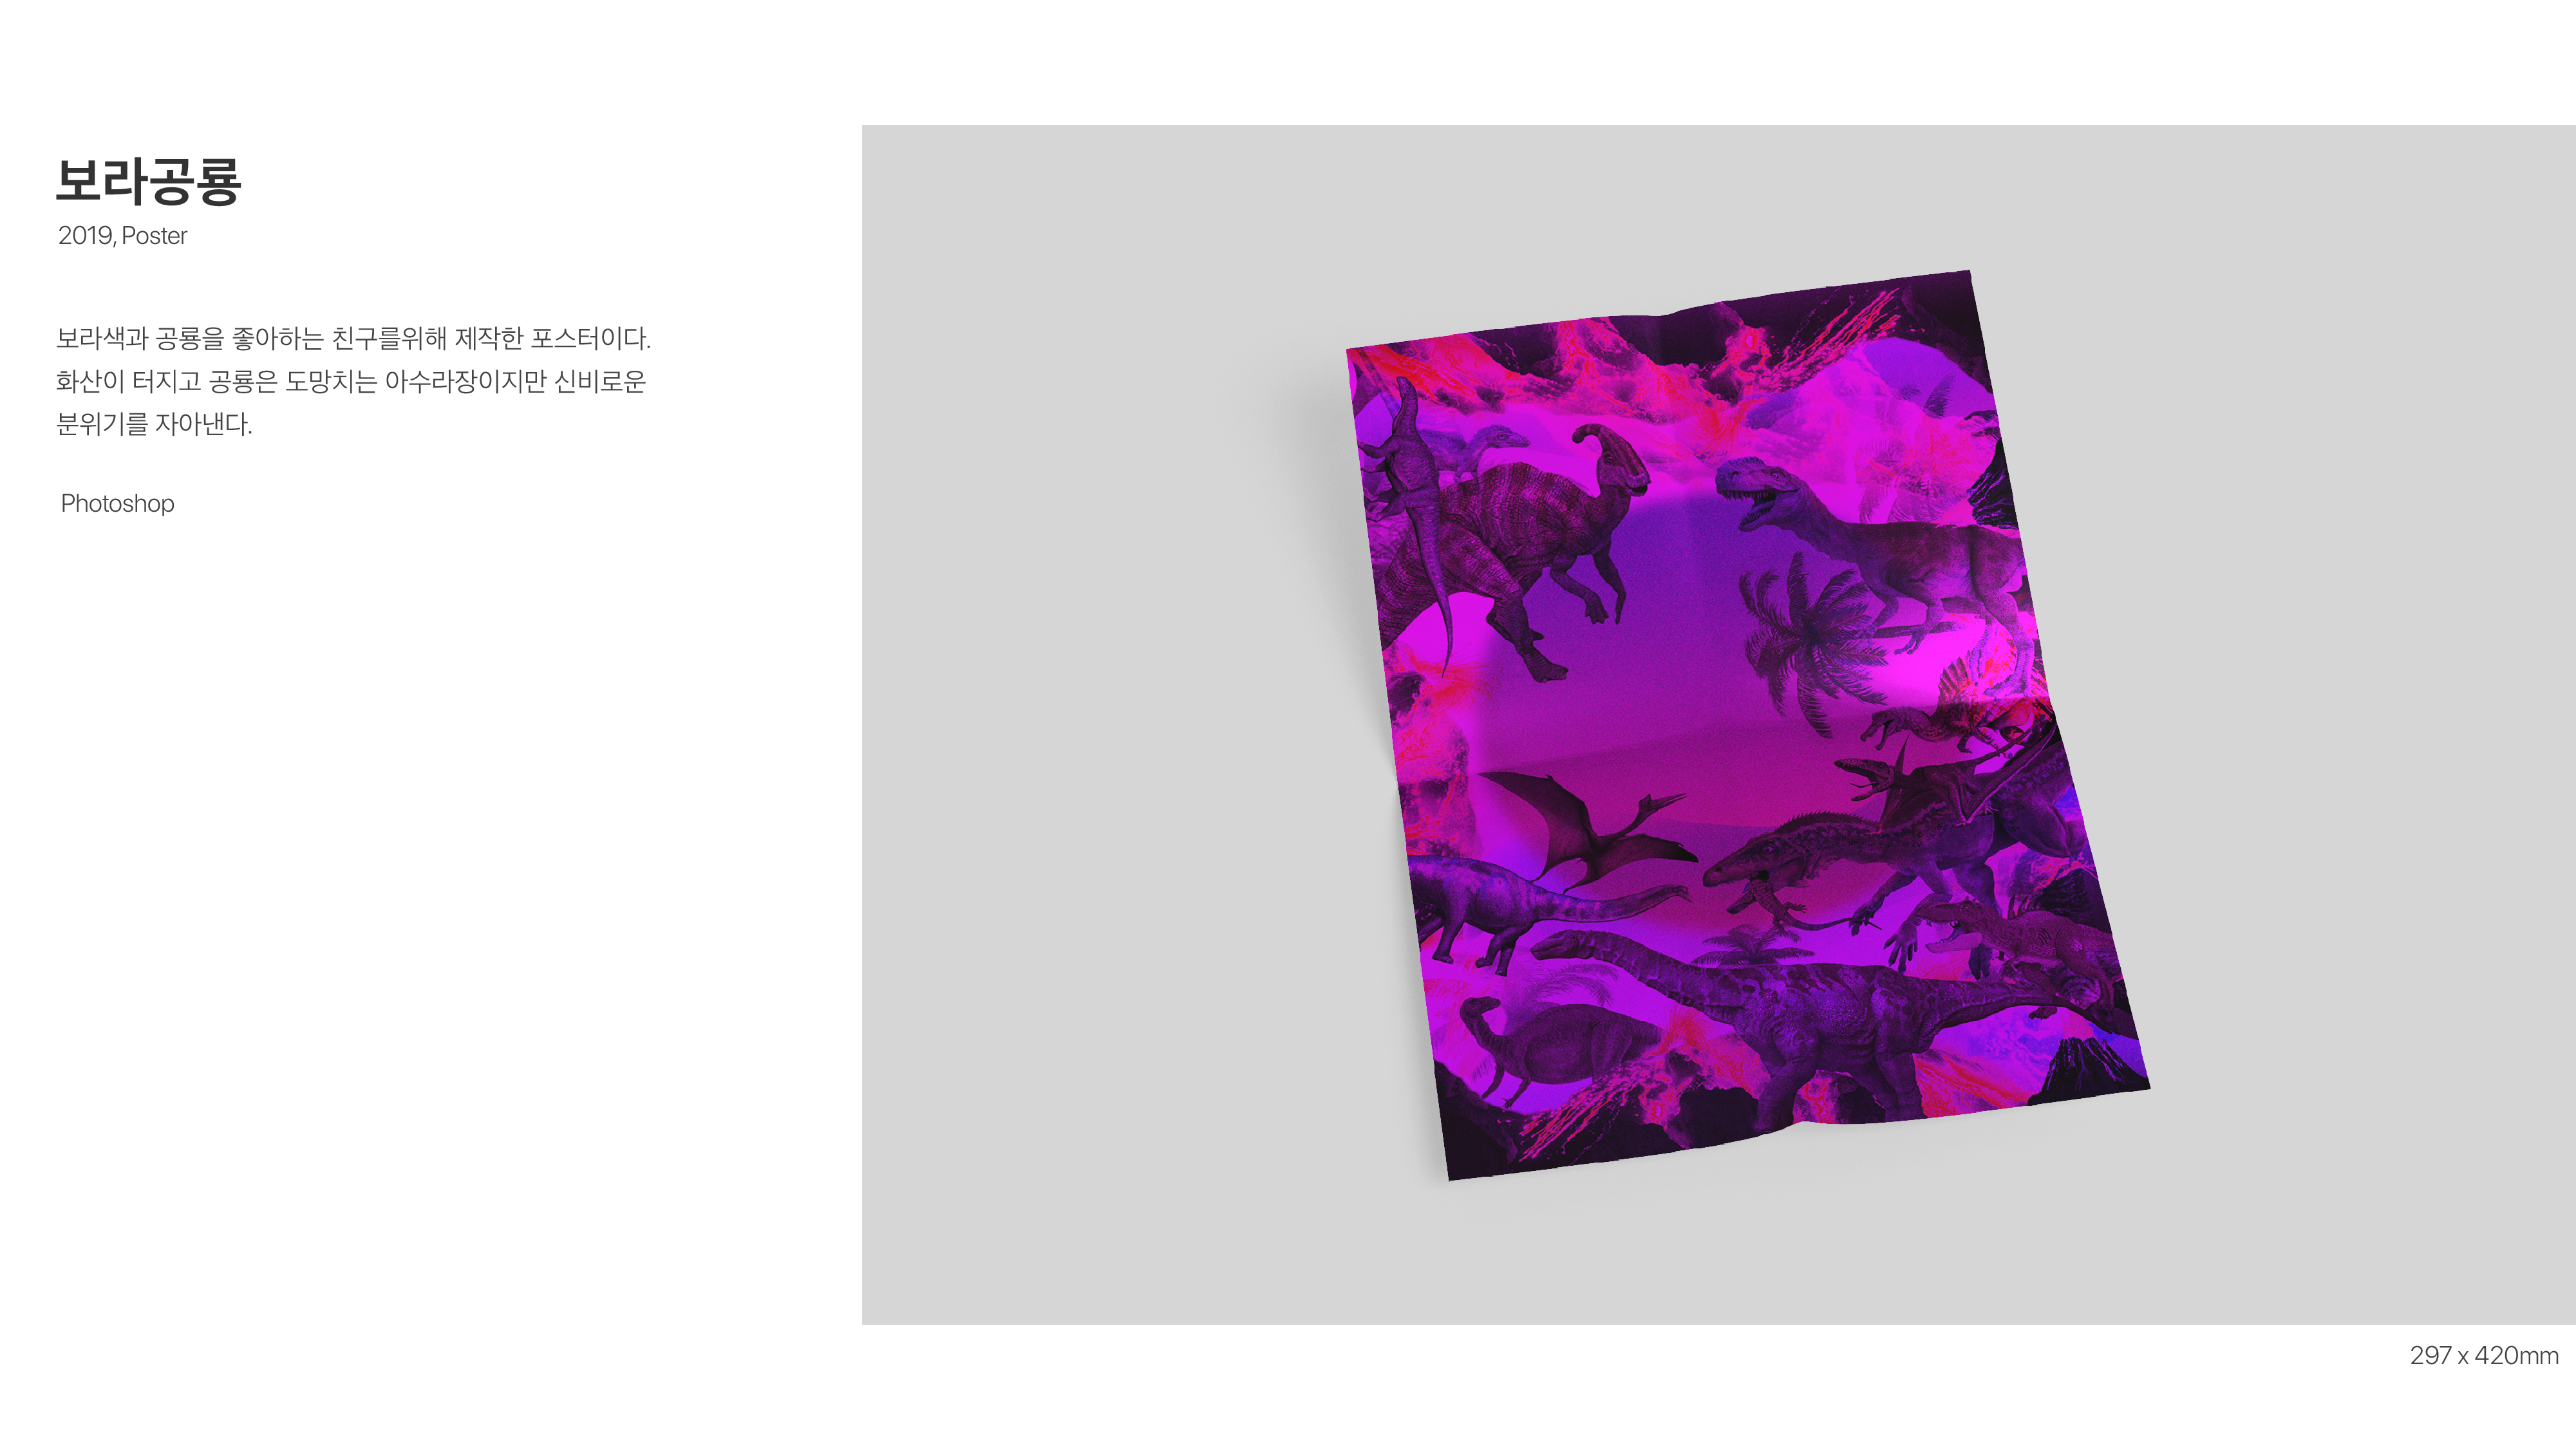 보라공룡
2019, Poster
보라색과 공룡을 좋아하는 친구를위해 제작한 포스터이다.
화산이 터지고 공룡은 도망치는 아수라장이지만 신비로운
분위기를 자아낸다.
Photoshop
297 x 420mm